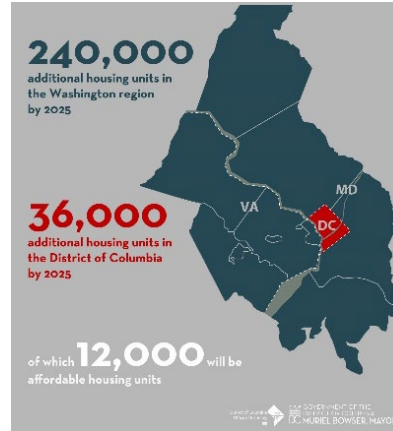 240,000
additional housing units in
the Washington region
by 2025
MD
VA
DC
36,000
additional housing units in
the District of Columbia
by 2025
of which 12,000 will be
affordable housing units
GOVERNMENT OF THE
DISTRICT OF COLUMBIA
DC MURIEL BOWSER, MAYOR